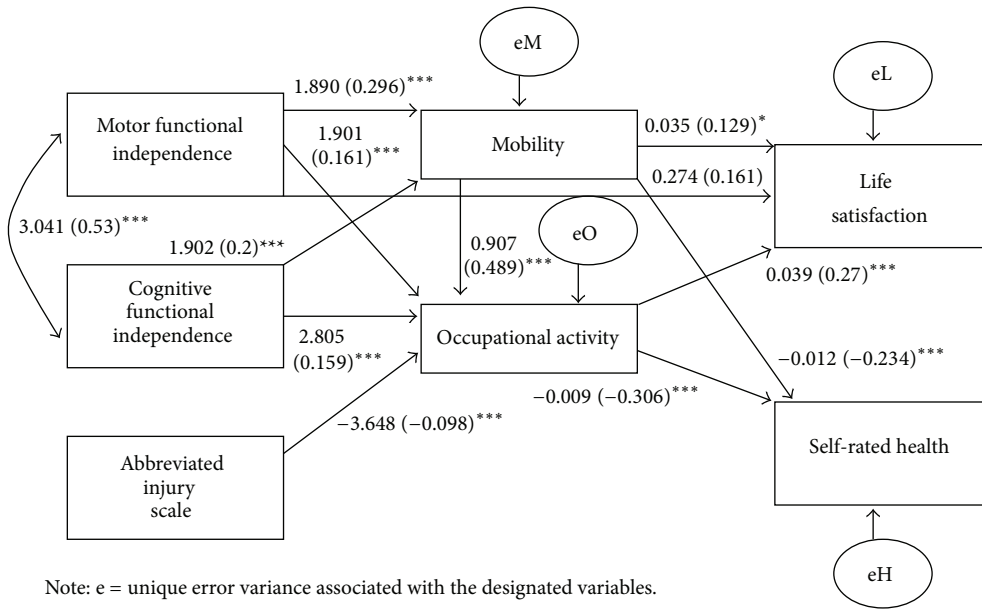 eM
eL
1.890 (0.296)***
Motor functional
independence
1.901
(0.161)***
Mobility
0.035 (0.129)*
0.274 (0.161)
Life
satisfaction
3.041 (0.53)***
1.902 (0.2)***
eO
0.907
(0.489)***
0.039 (0.27)***
Cognitive
functional
independence
2.805
(0.159)***
Occupational activity
−0.012 (−0.234)***
−0.009 (−0.306)***
−3.648 (−0.098)***
Self-rated health
Abbreviated
injury
scale
eH
Note: e = unique error variance associated with the designated variables.